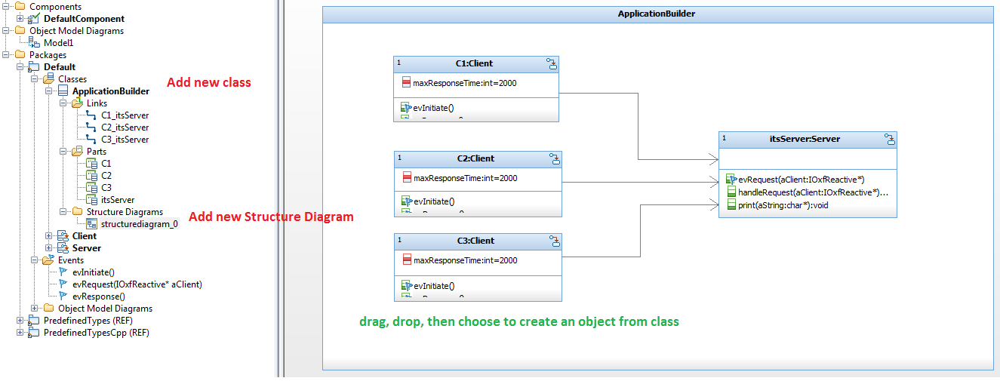 Components
DefaultComponent
Object Model Diagrams
Model1
Packages
Default
Classes
Add new class
ApplicationBuilder
Links
C1_itsServer
C2_itsServer
C3_itsServer
Parts
C1
C2
C3
itsServer
Structure Diagrams
Add new Structure Diagram
structurediagram_0
Client
Server
Events
evInitiate()
evRequest(IOxfReactive* aClient)
evResponse()
Object Model Diagrams
PredefinedTypes (REF)
PredefinedTypesCpp (REF)
ApplicationBuilder
1 C1:Client
maxResponseTime:int=2000
evInitiate()
1 C2:Client
maxResponseTime:int=2000
evInitiate()
1 C3:Client
maxResponseTime:int=2000
evInitiate()
1 itsServer:Server
evRequest(aClient:IOxfReactive*)
handleRequest(aClient:IOxfReactive*)...
print(aString:char*):void
drag, drop, then choose to create an object from class